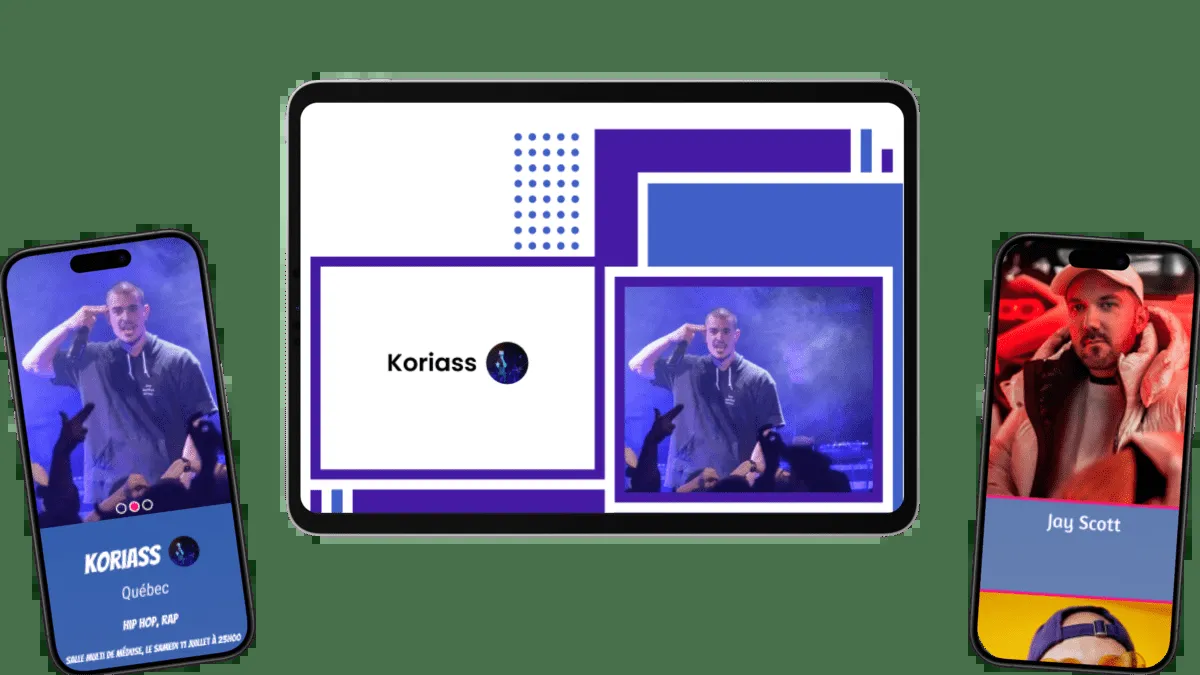 Koriass
KORIASS
Québec
HIP HOP, RAP
SALLE MULTI DE MÉDUSE, LE SAMEDI 11 JUILLET À 23H00
Jay Scott